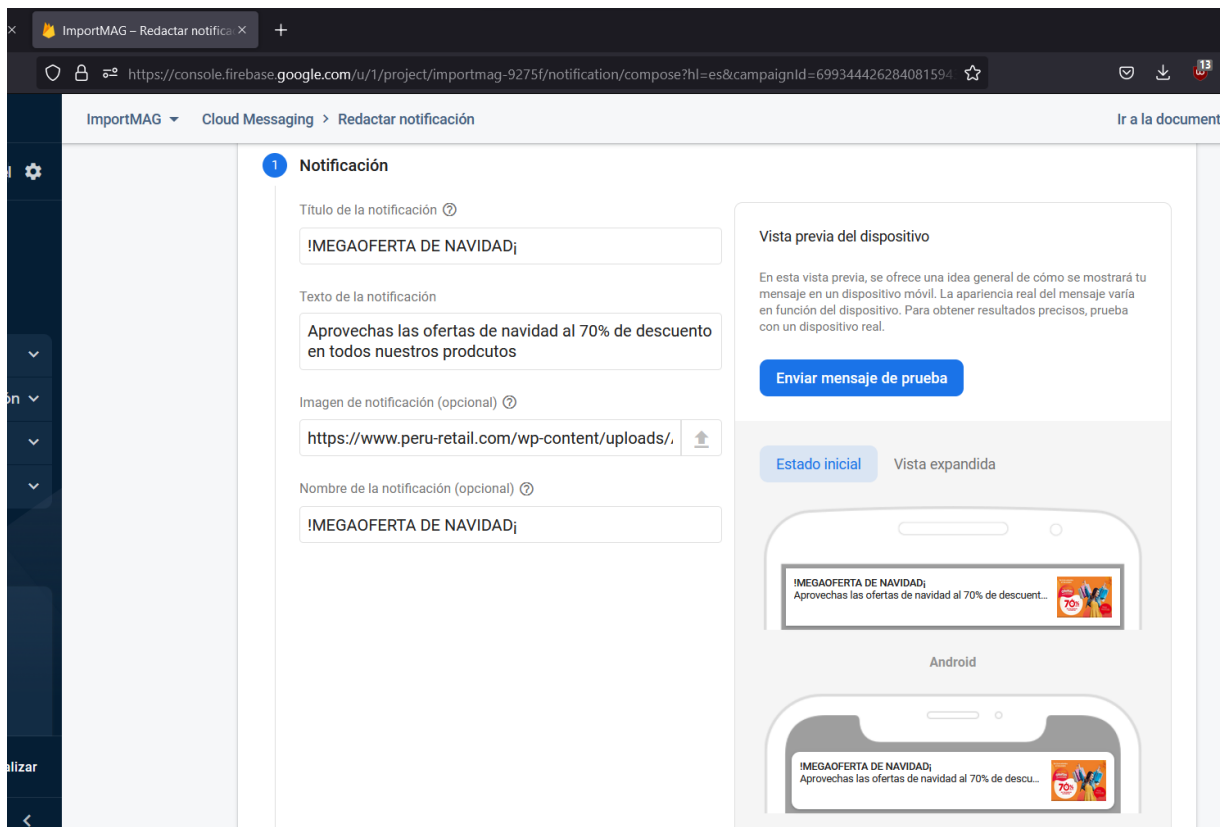 ImportMAG – Redactar notifica
https://console.firebase.google.com/u/1/project/importmag-9275f/notification/compose?hl=es&campaignId=699344426284081594
13
ImportMAG
Cloud Messaging > Redactar notificación
Ir a la document
1
Notificación
Título de la notificación
!MEGAOFERTA DE NAVIDAD¡
Texto de la notificación
Aprovechas las ofertas de navidad al 70% de descuento
en todos nuestros prodcutos
Imagen de notificación (opcional)
https://www.peru-retail.com/wp-content/uploads/
Nombre de la notificación (opcional)
!MEGAOFERTA DE NAVIDAD¡
Vista previa del dispositivo
En esta vista previa, se ofrece una idea general de cómo se mostrará tu
mensaje en un dispositivo móvil. La apariencia real del mensaje varía
en función del dispositivo. Para obtener resultados precisos, prueba
con un dispositivo real.
Enviar mensaje de prueba
Estado inicial
Vista expandida
!MEGAOFERTA DE NAVIDAD¡
Aprovechas las ofertas de navidad al 70% de descuent...
70%
Android
!MEGAOFERTA DE NAVIDAD¡
Aprovechas las ofertas de navidad al 70% de descu...
70%
ón
alizar